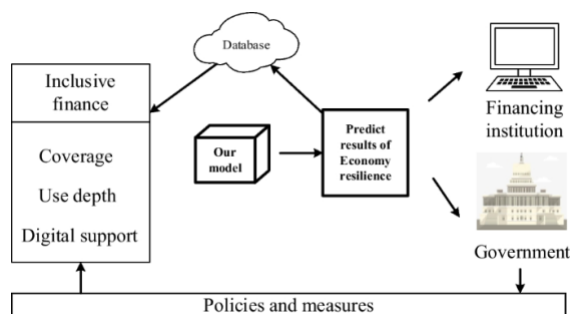 Database
Inclusive
finance
Coverage
Use depth
Digital support
Our
model
Predict
results of
Economy
resilience
Financing
institution
Government
Policies and measures